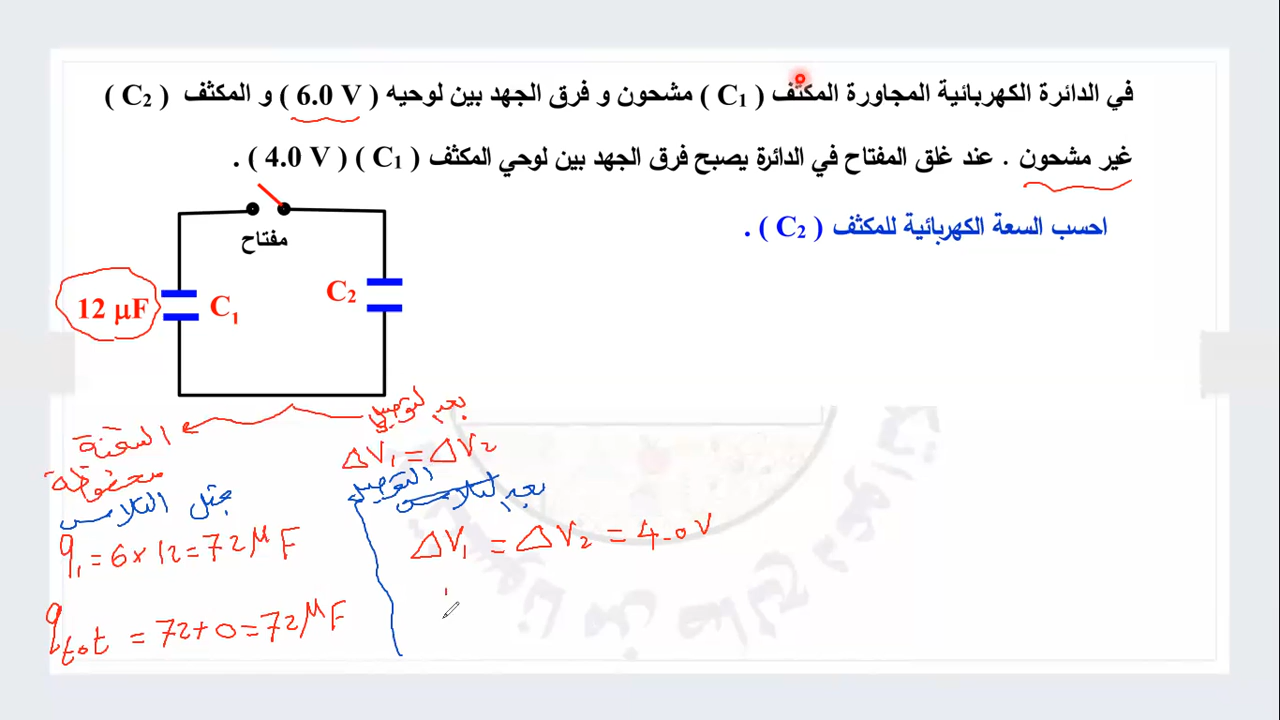 في الدائرة الكهربائية المجاورة المكثف ( C₁ ) مشحون و فرق الجهد بين لوحيه ( 6.0 V ) و المكثف ( C₂ )
غير مشحون . عند غلق المفتاح في الدائرة يصبح فرق الجهد بين لوحي المكثف ( C₁ ) ( 4.0 V ) .
احسب السعة الكهربائية للمكثف ( C₂ ) .
مفتاح
12 μF
C₁
C₂
بعد التوصيل
ΔV₁ = ΔV₂
الشحنة
محفوظة
قبل التلامس
q₁ = 6 × 12 = 72 μF
q tot = 72 + 0 = 72 μF
بعد التلامس التوصيل
ΔV₁ = ΔV₂ = 4.0 V